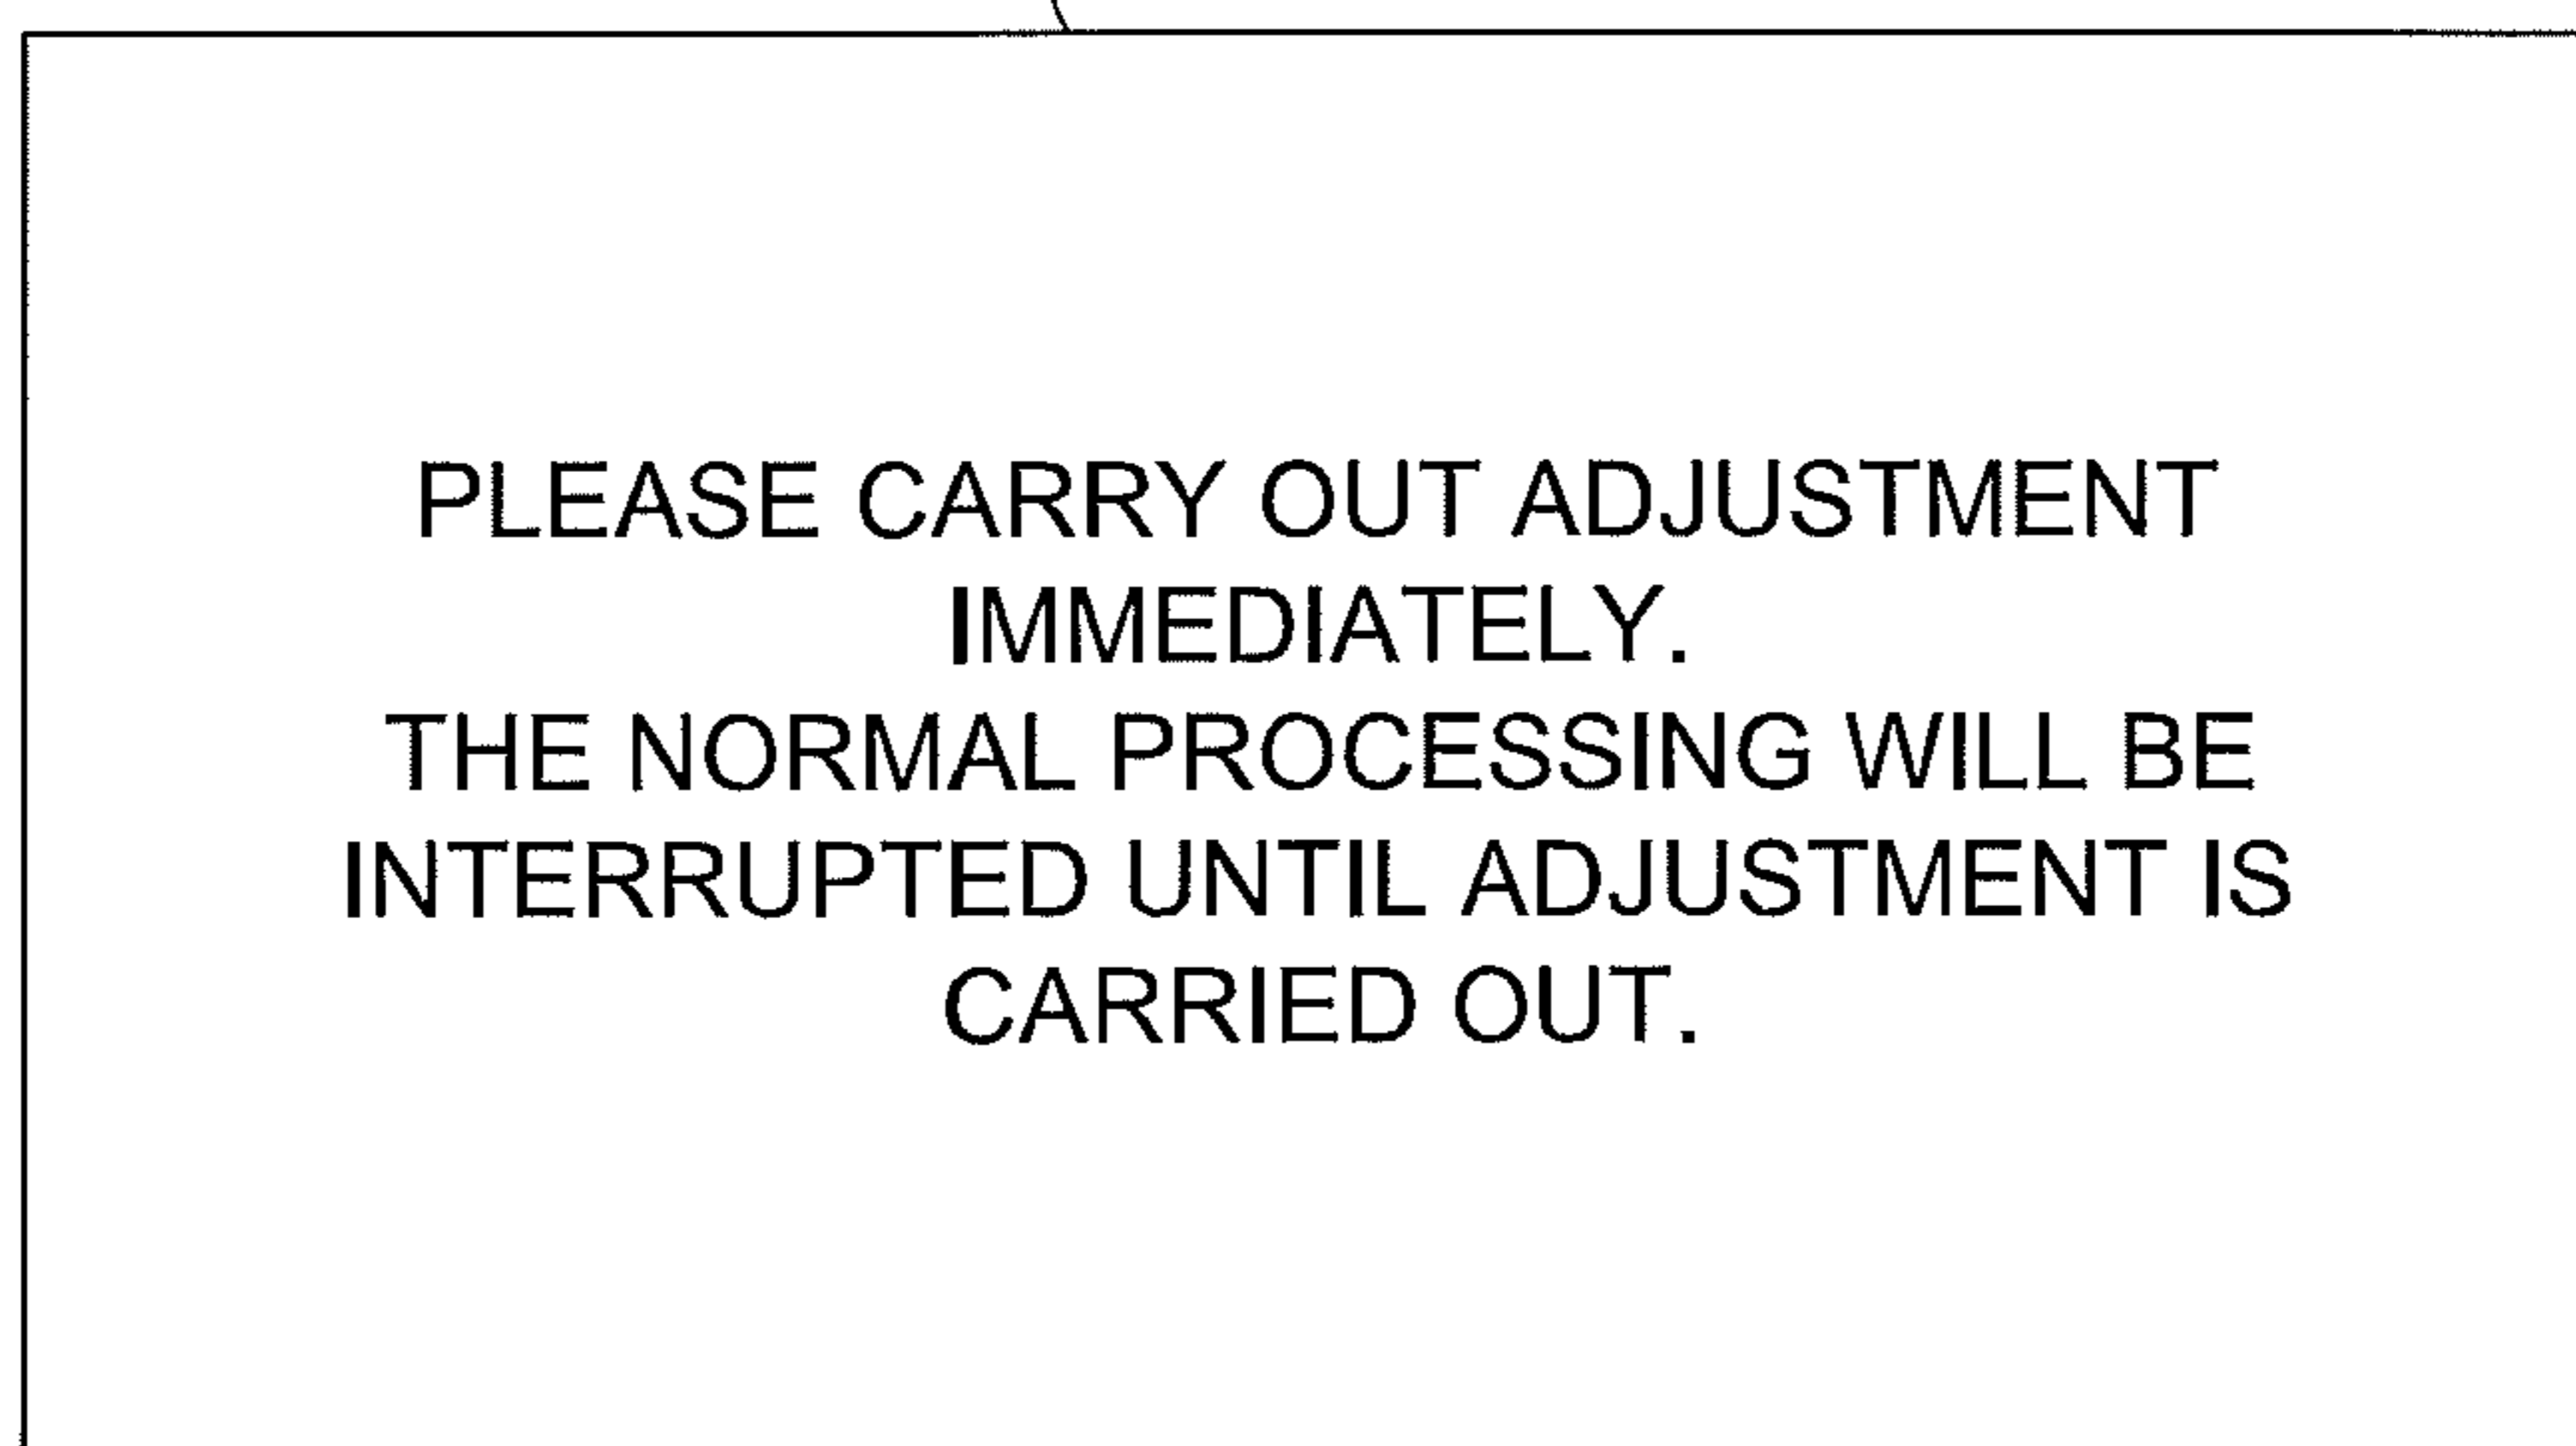 PLEASE CARRY OUT ADJUSTMENT
IMMEDIATELY.
THE NORMAL PROCESSING WILL BE
INTERRUPTED UNTIL ADJUSTMENT IS
CARRIED OUT.